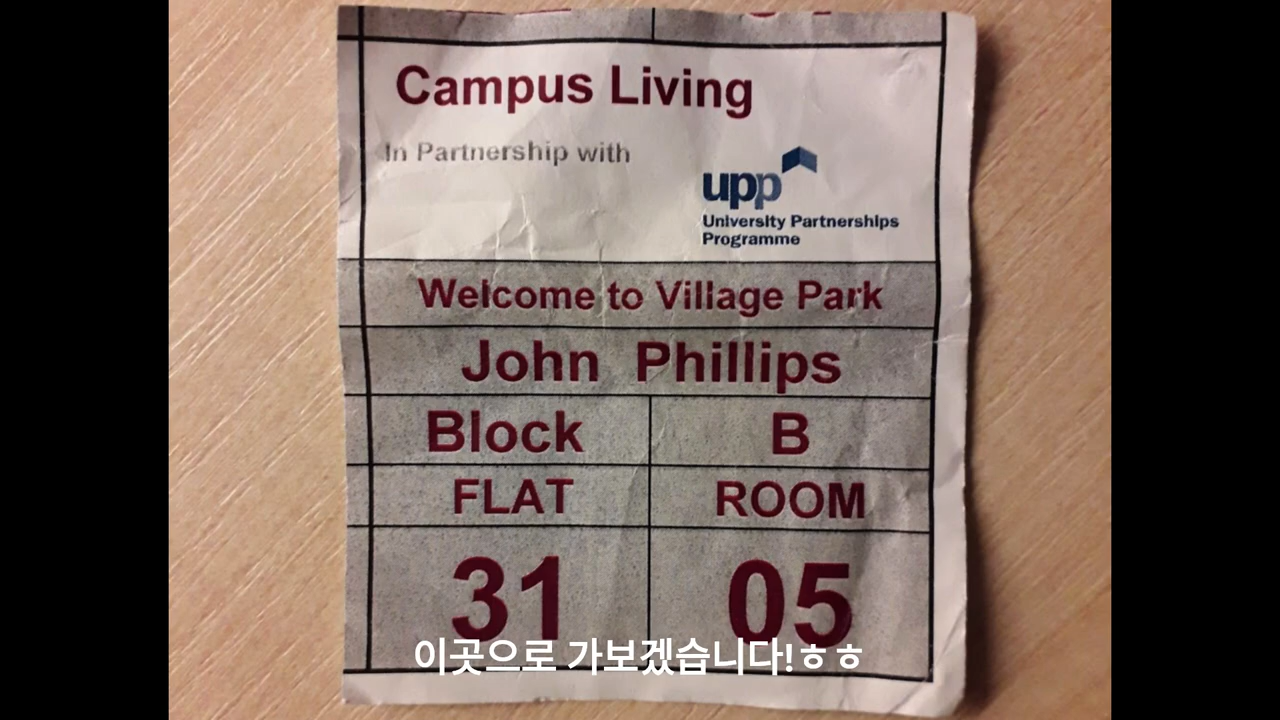 Campus Living
In Partnership with
upp
University Partnerships
Programme
Welcome to Village Park
John Phillips
Block B
FLAT ROOM
31 05
이곳으로 가보겠습니다!ㅎㅎ